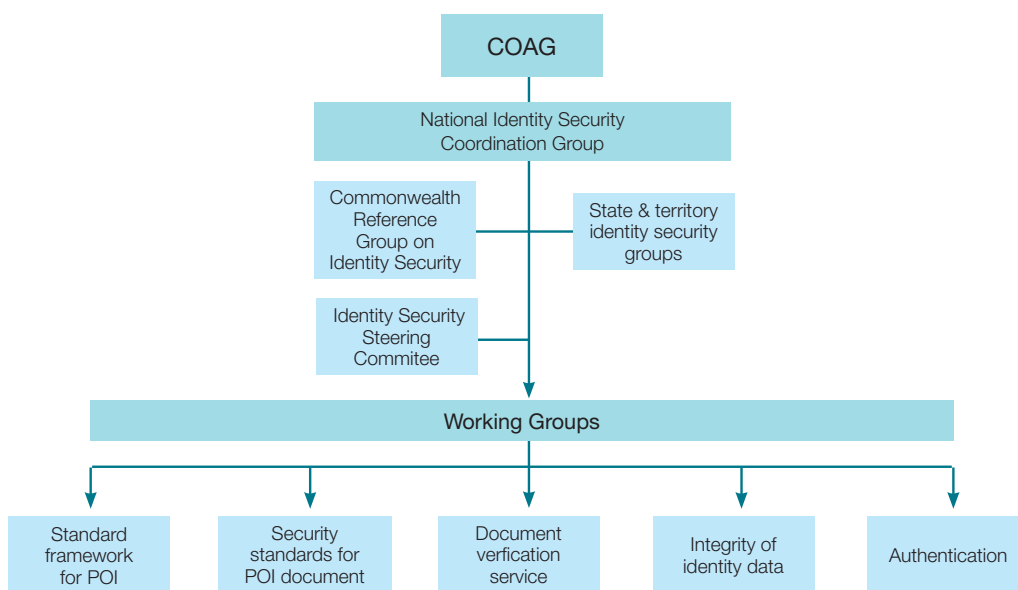 COAG
National Identity Security
Coordination Group
Commonwealth
Reference
Group on
Identity Security
State & territory
identity security
groups
Identity Security
Steering
Commitee
Working Groups
Standard
framework
for POI
Security
standards for
POI document
Document
verfication
service
Integrity of
identity data
Authentication